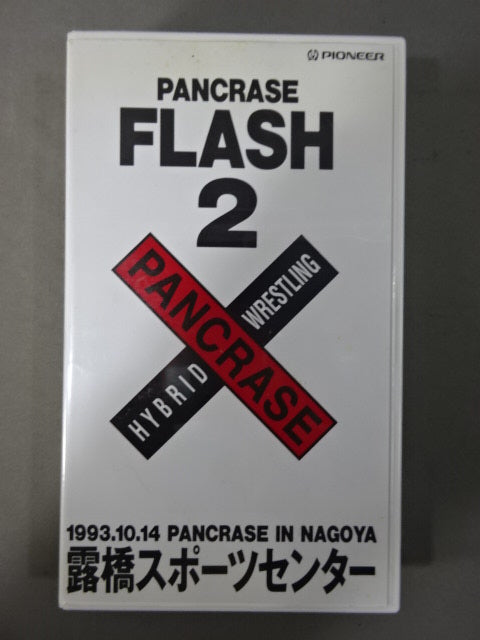 PIONEER
PANCRASE
FLASH
2
PANCRASE
HYBRID WRESTLING
1993.10.14 PANCRASE IN NAGOYA
露橋スポーツセンター